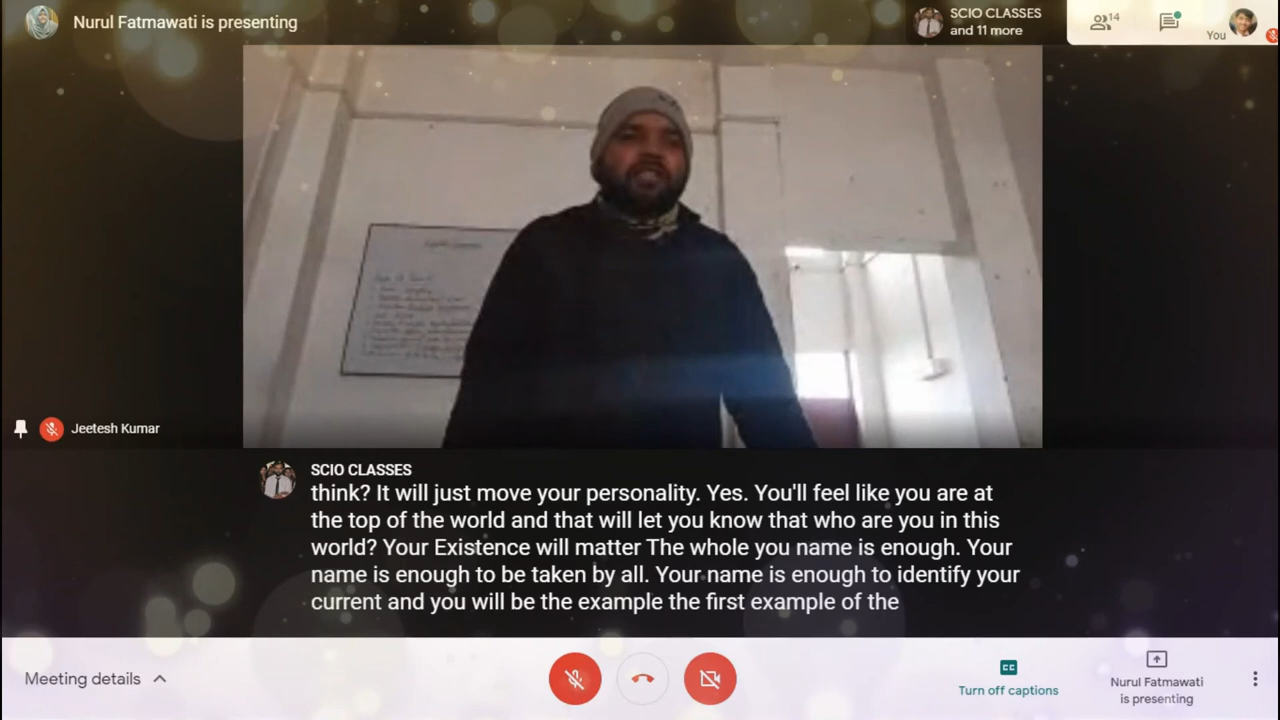 Nurul Fatmawati is presenting
SCIO CLASSES
and 11 more
14
You
Jeetesh Kumar
SCIO CLASSES
think? It will just move your personality. Yes. You'll feel like you are at
the top of the world and that will let you know that who are you in this
world? Your Existence will matter The whole you name is enough. Your
name is enough to be taken by all. Your name is enough to identify your
current and you will be the example the first example of the
Meeting details
CC
Turn off captions
Nurul Fatmawati
is presenting